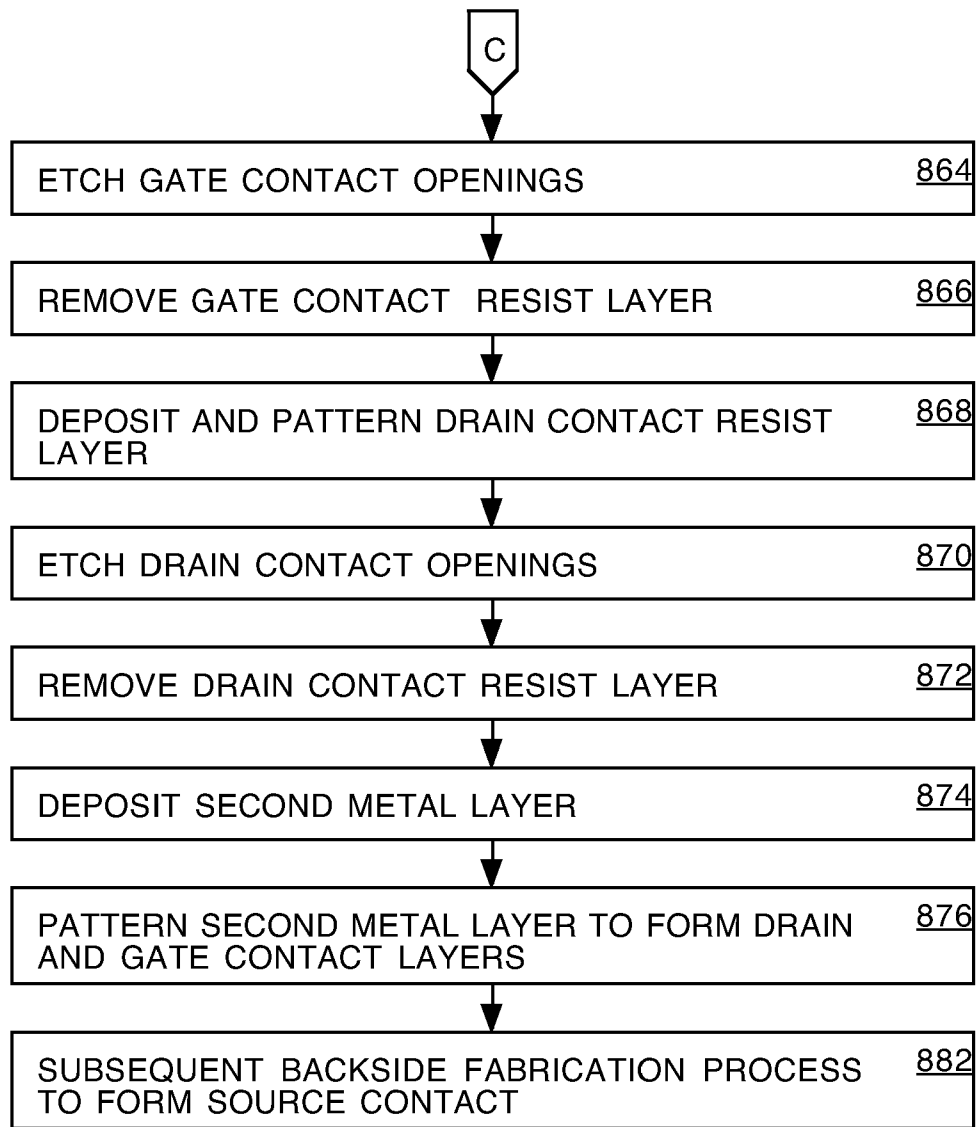 C
ETCH GATE CONTACT OPENINGS 864
REMOVE GATE CONTACT RESIST LAYER 866
DEPOSIT AND PATTERN DRAIN CONTACT RESIST 868
LAYER
ETCH DRAIN CONTACT OPENINGS 870
REMOVE DRAIN CONTACT RESIST LAYER 872
DEPOSIT SECOND METAL LAYER 874
PATTERN SECOND METAL LAYER TO FORM DRAIN 876
AND GATE CONTACT LAYERS
SUBSEQUENT BACKSIDE FABRICATION PROCESS 882
TO FORM SOURCE CONTACT